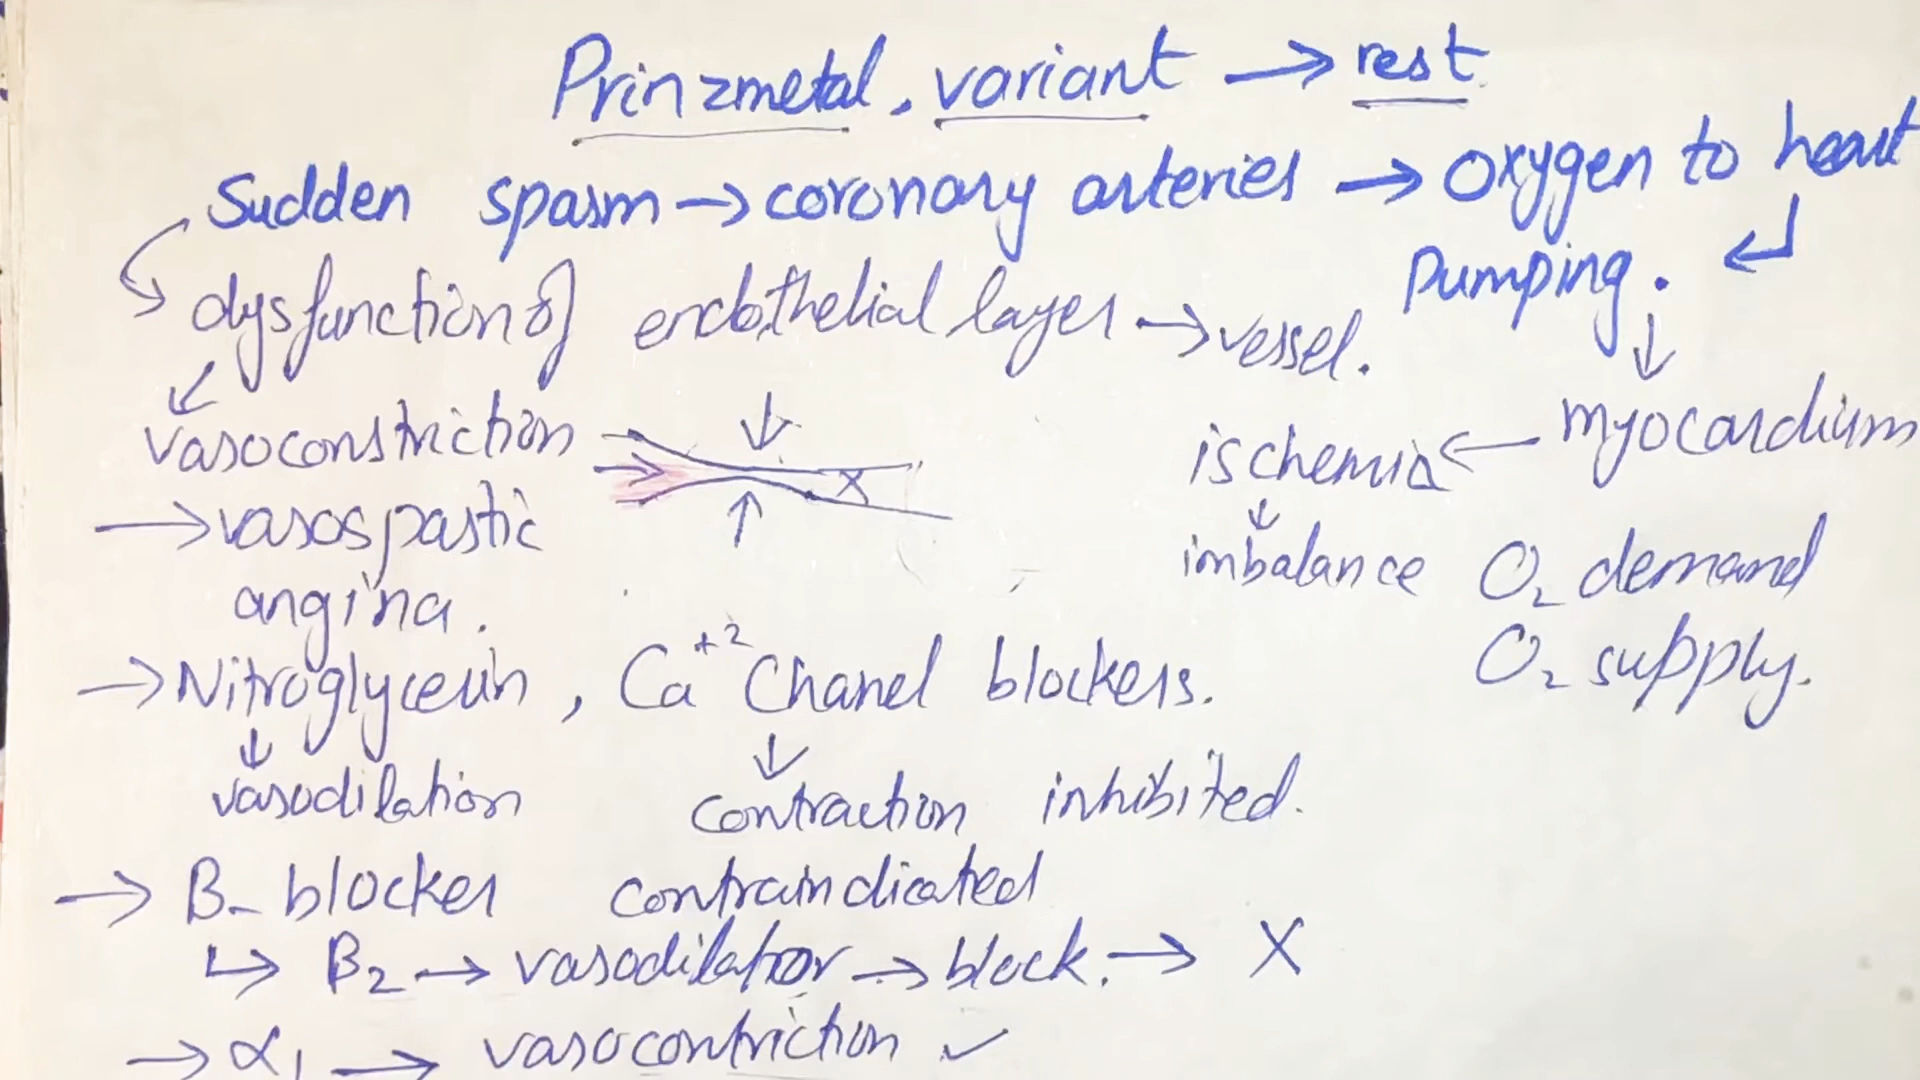 Prinzmetal. variant → rest
Sudden spasm → coronary arteries → Oxygen to heart
Pumping.
dysfunction of endothelial layer → vessel.
vasoconstriction
ischemia ← myocardium
→ vasospastic
angina.
imbalance O₂ demand
O₂ supply.
→ Nitroglycerin, Ca⁺² Chanel blockers.
↓ ↓
vasodilation contraction inhibited.
→ B-blocker contraindicated
↳ B₂ → vasodilation → block. → X
→ α₁ → vasocontriction ✓